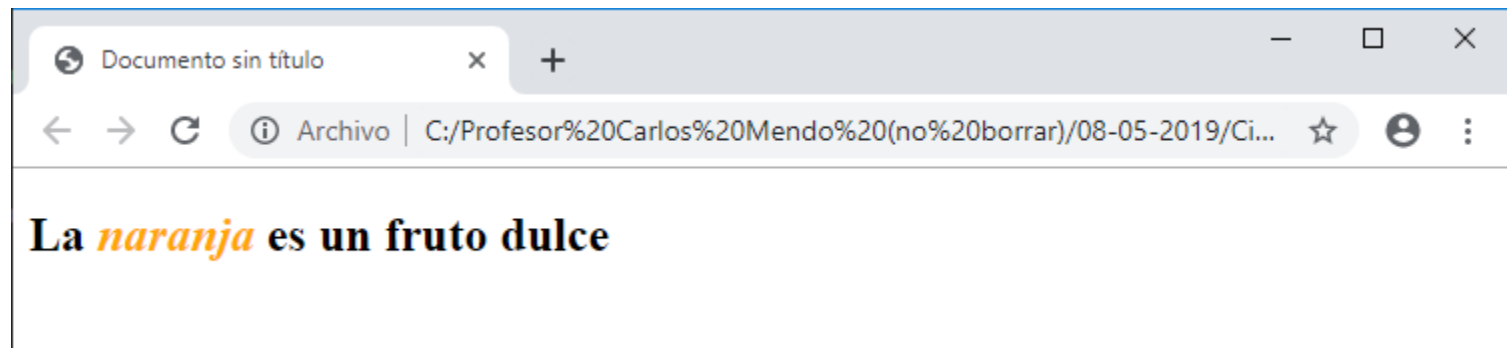 Documento sin título
Archivo | C:/Profesor%20Carlos%20Mendo%20(no%20borrar)/08-05-2019/Ci...
La naranja es un fruto dulce